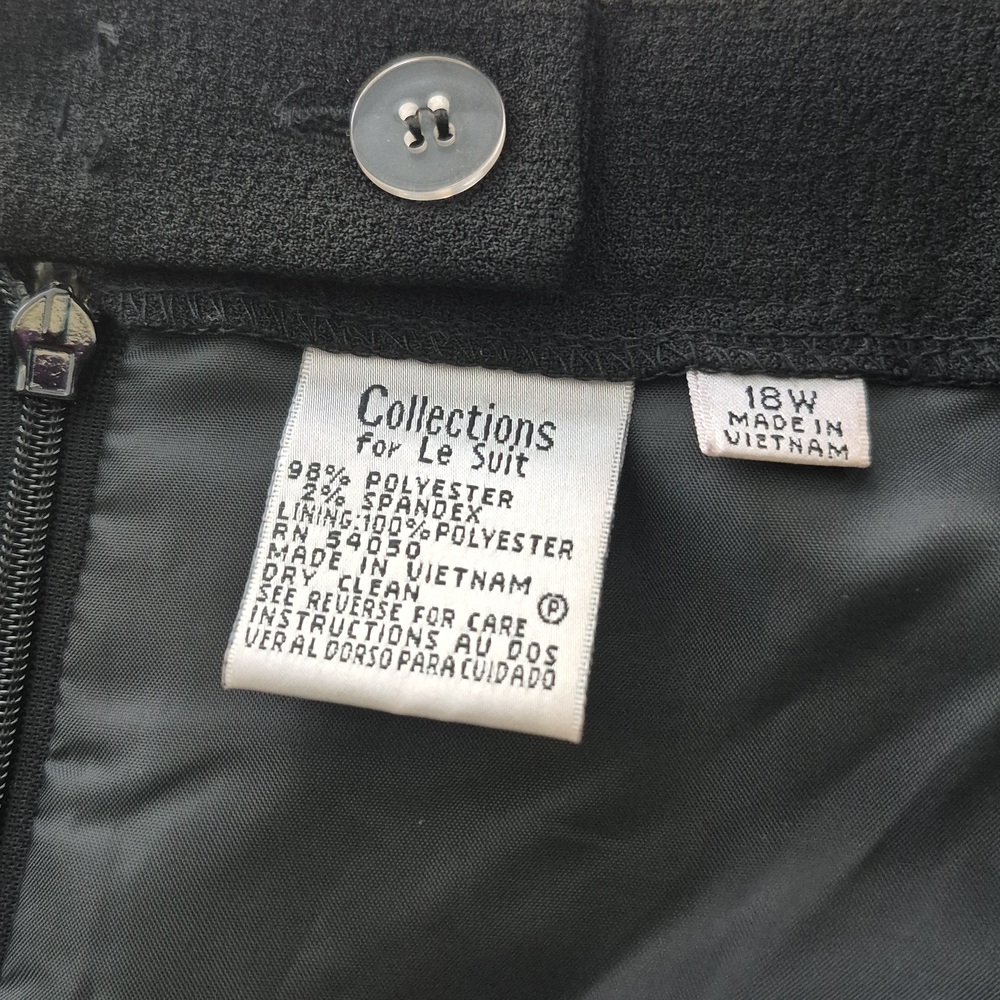 Collections
for Le Suit
98% POLYESTER
2% SPANDEX
LINING:100% POLYESTER
RN 54050
MADE IN VIETNAM
DRY CLEAN
P
SEE REVERSE FOR CARE
INSTRUCTIONS AU DOS
VER AL DORSO PARA CUIDADO
18W
MADE IN
VIETNAM